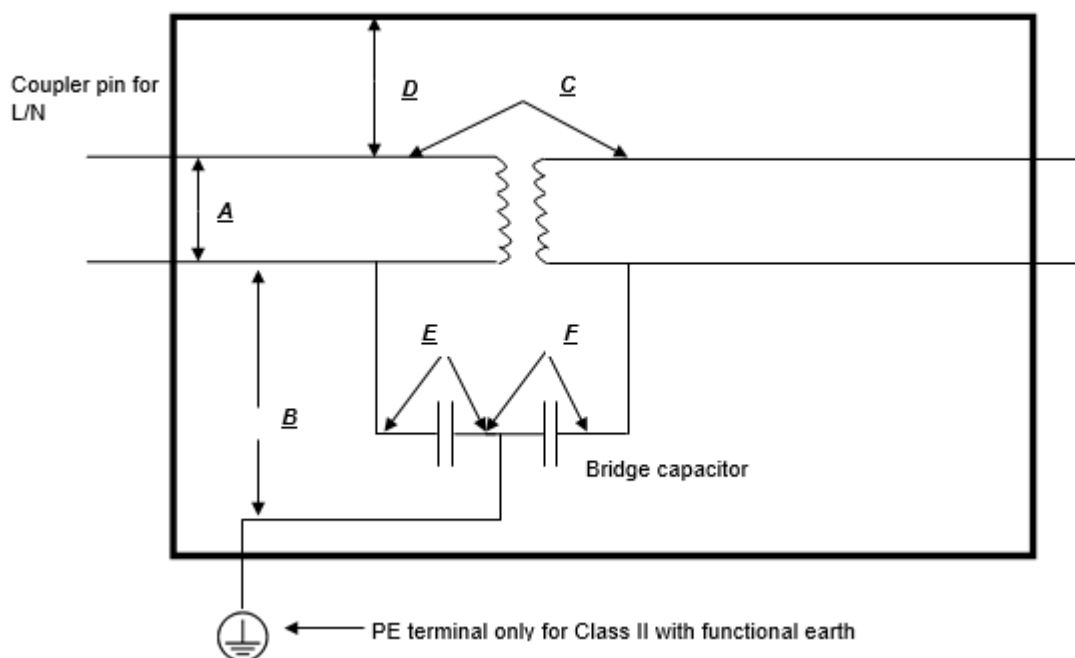 Coupler pin for
L/N
D
C
A
E
F
B
Bridge capacitor
PE terminal only for Class II with functional earth